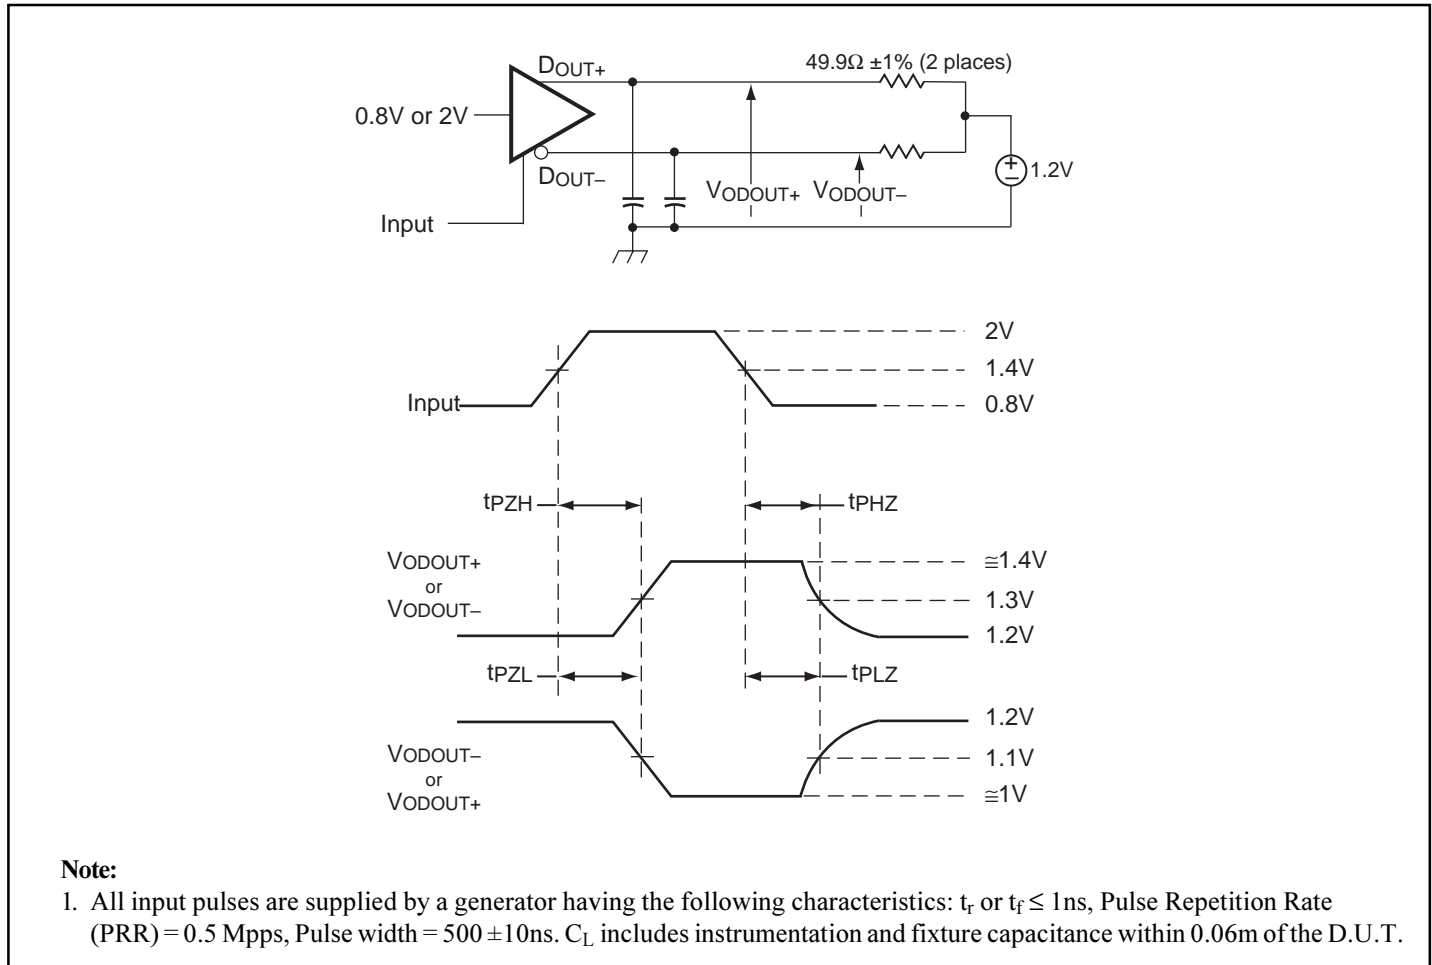 DOUT+
49.9Ω ±1% (2 places)
0.8V or 2V
DOUT–
1.2V
VODOUT+
VODOUT–
Input
2V
1.4V
Input
0.8V
tPZH
tPHZ
VODOUT+
or
VODOUT–
≅1.4V
1.3V
1.2V
tPZL
tPLZ
1.2V
VODOUT–
or
VODOUT+
1.1V
≅1V
Note:
1. All input pulses are supplied by a generator having the following characteristics: tr or tf ≤ 1ns, Pulse Repetition Rate
(PRR) = 0.5 Mpps, Pulse width = 500 ±10ns. CL includes instrumentation and fixture capacitance within 0.06m of the D.U.T.